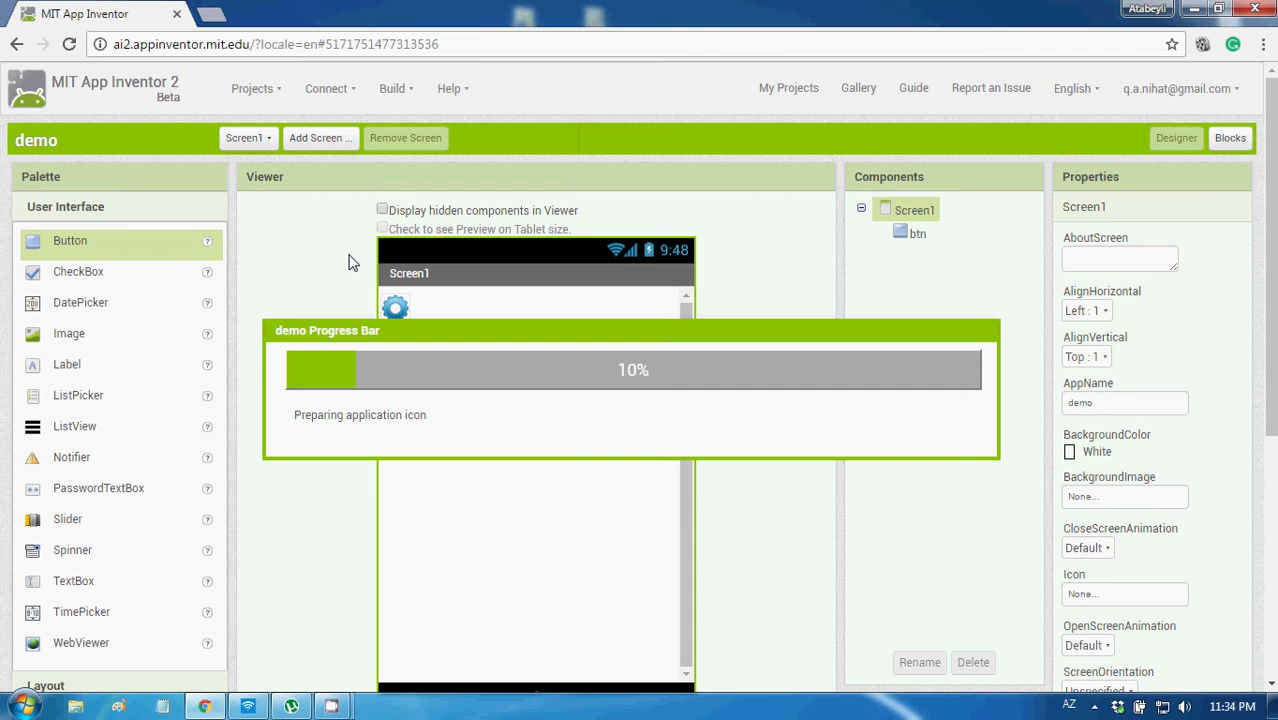 MIT App Inventor 2
Atabeyli
ai2.appinventor.mit.edu/?locale=en#5171751477313536
MIT App Inventor 2
Beta
Projects
Connect
Build
Help
My Projects
Gallery
Guide
Report an Issue
English
q.a.nihat@gmail.com
demo
Screen1
Add Screen ...
Remove Screen
Designer
Blocks
Palette
User Interface
Button
CheckBox
DatePicker
Image
Label
ListPicker
ListView
Notifier
PasswordTextBox
Slider
Spinner
TextBox
TimePicker
WebViewer
Layout
Viewer
Display hidden components in Viewer
Check to see Preview on Tablet size.
9:48
Screen1
demo Progress Bar
10%
Preparing application icon
Components
Screen1
btn
Rename
Delete
Properties
Screen1
AboutScreen
AlignHorizontal
Left : 1
AlignVertical
Top : 1
AppName
demo
BackgroundColor
White
BackgroundImage
None...
CloseScreenAnimation
Default
Icon
None...
OpenScreenAnimation
Default
ScreenOrientation
Unspecified
AZ
11:34 PM